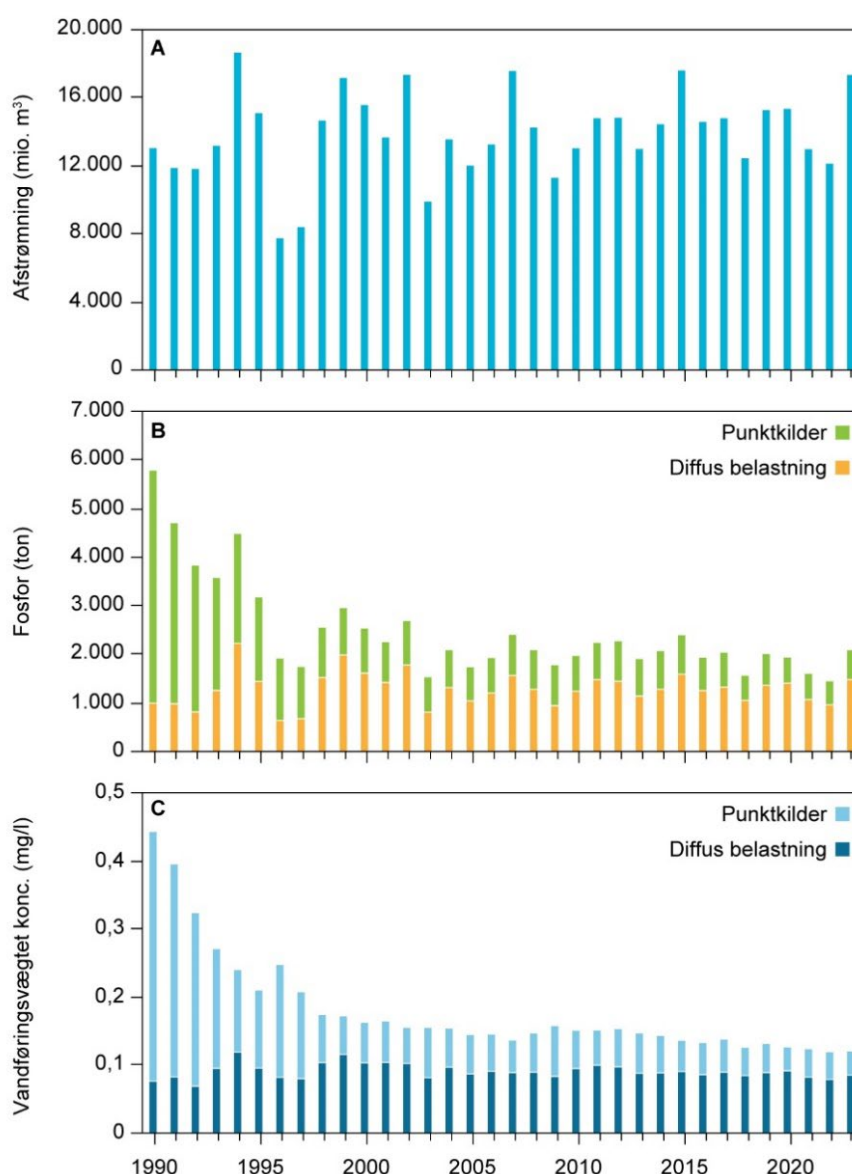 A
20.000
16.000
12.000
8.000
4.000
0
Afstrømning (mio. m³)
B
7.000
6.000
5.000
4.000
3.000
2.000
1.000
0
Fosfor (ton)
Punktkilder
Diffus belastning
C
0,5
0,4
0,3
0,2
0,1
0
Vandføringsvægtet konc. (mg/l)
Punktkilder
Diffus belastning
1990 1995 2000 2005 2010 2015 2020